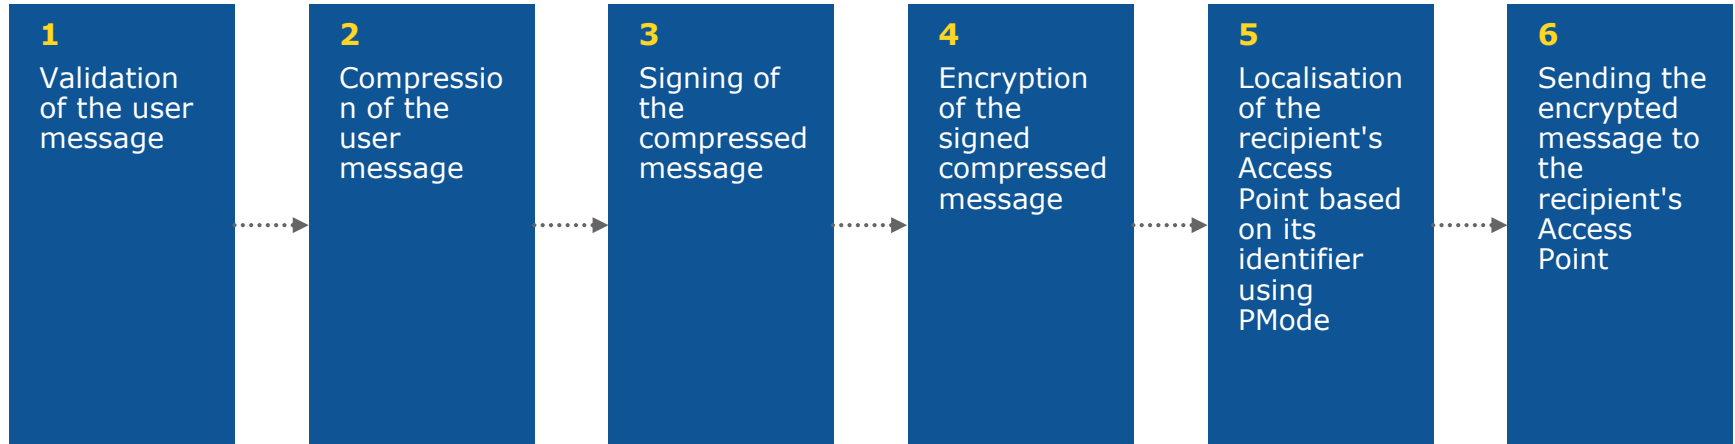 1
Validation
of the user
message
2
Compressio
n of the
user
message
3
Signing of
the
compressed
message
4
Encryption
of the
signed
compressed
message
5
Localisation
of the
recipient's
Access
Point based
on its
identifier
using
PMode
6
Sending the
encrypted
message to
the
recipient's
Access
Point